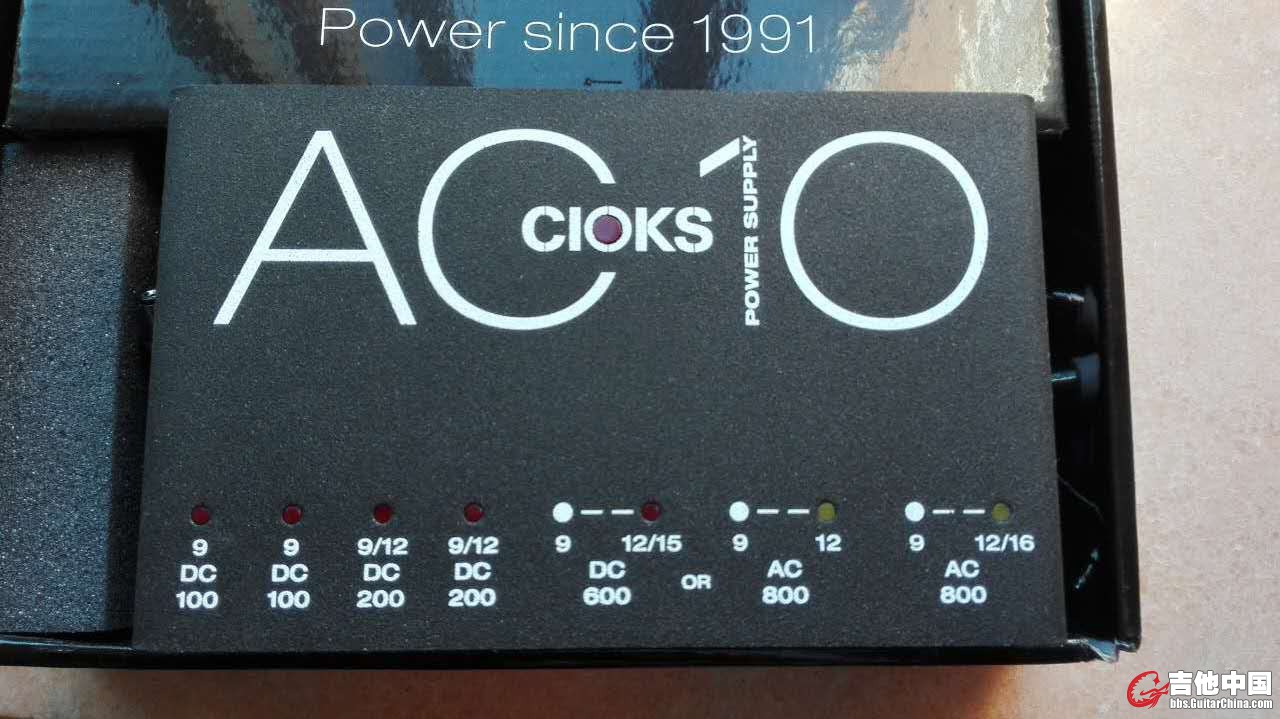 Power since 1991
AC 10
CIOKS
POWER SUPPLY
9 9 9/12 9/12 9 12/15 9 12 9 12/16
DC DC DC DC DC OR AC AC
100 100 200 200 600 800 800
吉他中国
bbs.GuitarChina.com